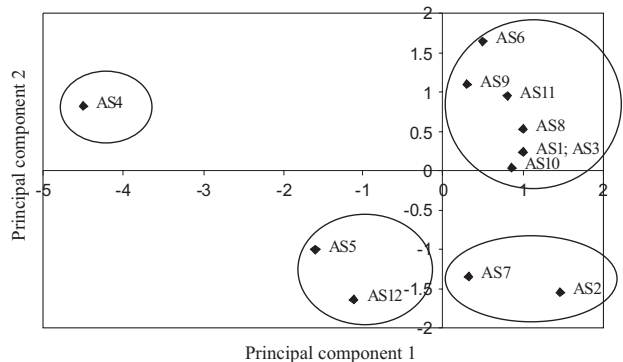 2
AS6
1.5
AS9
AS11
1
AS4
AS8
0.5
AS1; AS3
AS10
0
-5
-4
-3
-2
-1
0
1
2
-0.5
AS5
-1
AS7
AS12
AS2
-1.5
-2
Principal component 2
Principal component 1